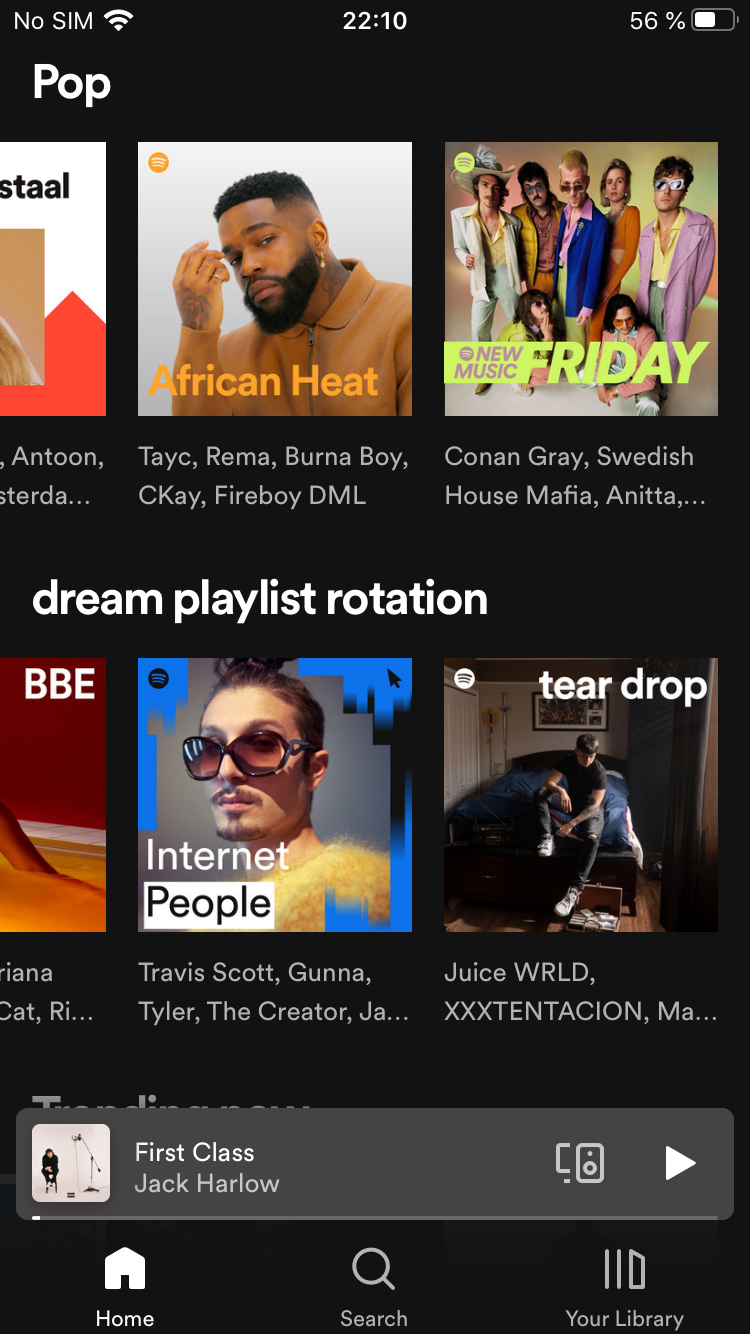 No SIM 22:10 56 %
Pop
staal
African Heat
NEW
MUSIC FRIDAY
, Antoon,
sterda...
Tayc, Rema, Burna Boy,
CKay, Fireboy DML
Conan Gray, Swedish
House Mafia, Anitta,...
dream playlist rotation
BBE
Internet
People
tear drop
riana
Cat, Ri...
Travis Scott, Gunna,
Tyler, The Creator, Ja...
Juice WRLD,
XXXTENTACION, Ma...
Trending now
First Class
Jack Harlow
Home
Search
Your Library